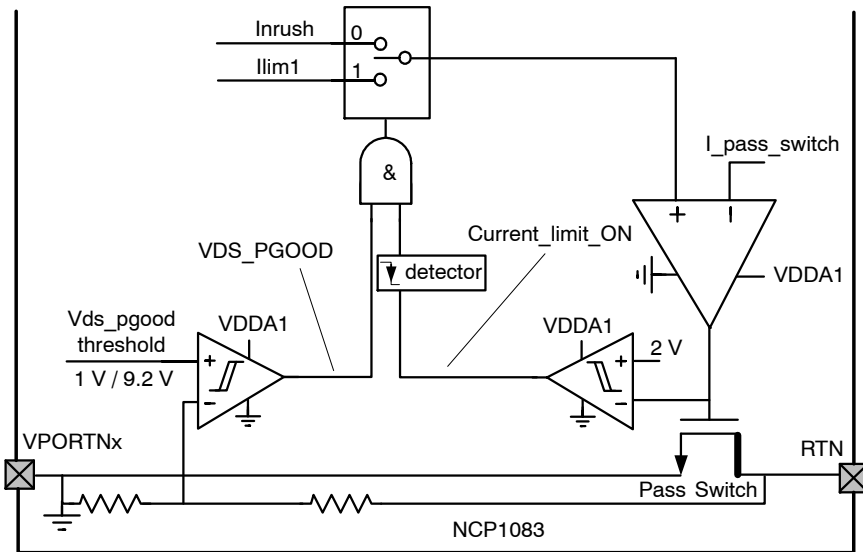 Inrush
0
Ilim1
1
I_pass_switch
&
+
−
VDS_PGOOD
Current_limit_ON
detector
VDDA1
Vds_pgood
threshold
1 V / 9.2 V
VDDA1
+
−
VDDA1
2 V
+
−
VPORTNx
RTN
Pass Switch
NCP1083